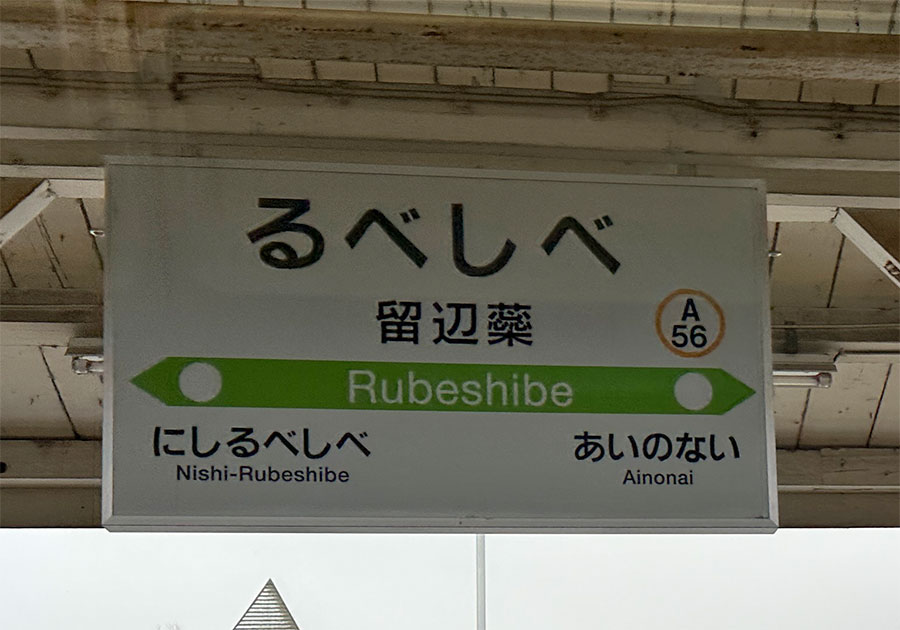 るべしべ
留辺蘂
A
56
Rubeshibe
にしるべしべ
Nishi-Rubeshibe
あいのない
Ainonai